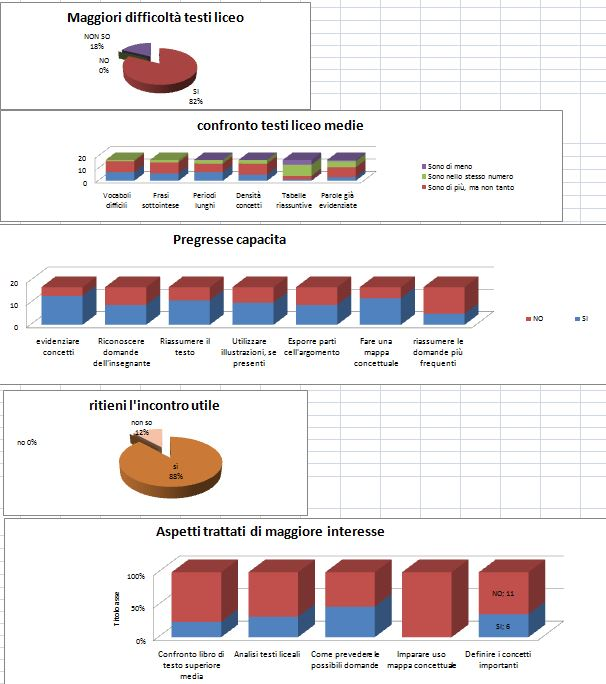 Maggiori difficoltà testi liceo
NON SO
18%
NO
0%
SI
82%
confronto testi liceo medie
20
10
0
Vocaboli difficili
Frasi sottointese
Periodi lunghi
Densità concetti
Tabelle riassuntive
Parole già evidenziate
Sono di meno
Sono nello stesso numero
Sono di più, ma non tanto
Pregresse capacita
20
10
0
evidenziare concetti
Riconoscere domande dell'insegnante
Riassumere il testo
Utilizzare illustrazioni, se presenti
Esporre parti cell'argomento
Fare una mappa concettuale
riassumere le domande più frequenti
NO
SI
ritieni l'incontro utile
non so
12%
no 0%
si
88%
Aspetti trattati di maggiore interesse
100%
50%
0%
Titolo asse
NO; 11
SI; 6
Confronto libro di testo superiore media
Analisi testi liceali
Come prevedere le possibili domande
Imparare uso mappa concettuale
Definire i concetti importanti